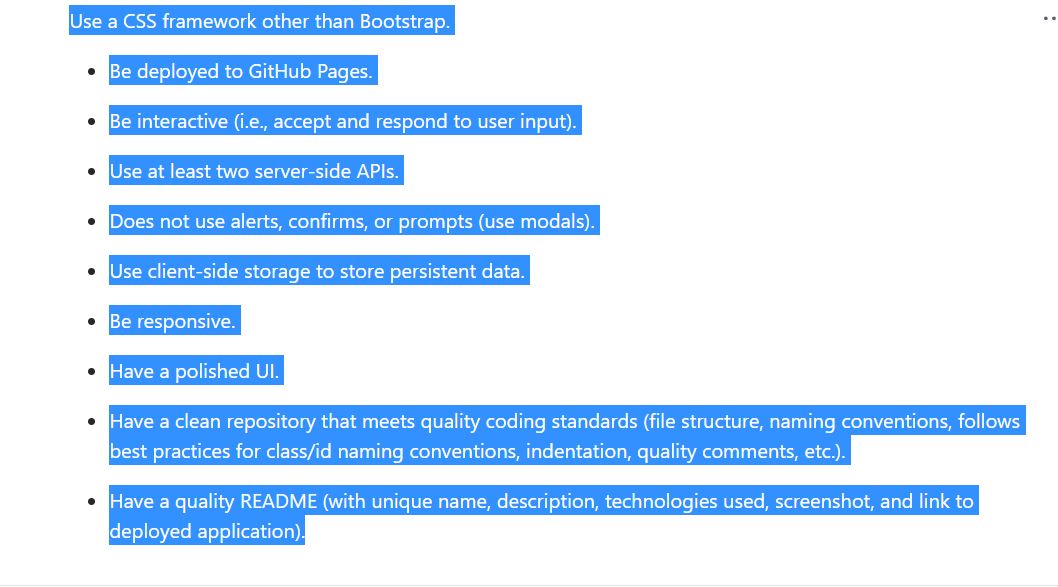 Use a CSS framework other than Bootstrap.
Be deployed to GitHub Pages.
Be interactive (i.e., accept and respond to user input).
Use at least two server-side APIs.
Does not use alerts, confirms, or prompts (use modals).
Use client-side storage to store persistent data.
Be responsive.
Have a polished UI.
Have a clean repository that meets quality coding standards (file structure, naming conventions, follows
best practices for class/id naming conventions, indentation, quality comments, etc.).
Have a quality README (with unique name, description, technologies used, screenshot, and link to
deployed application).